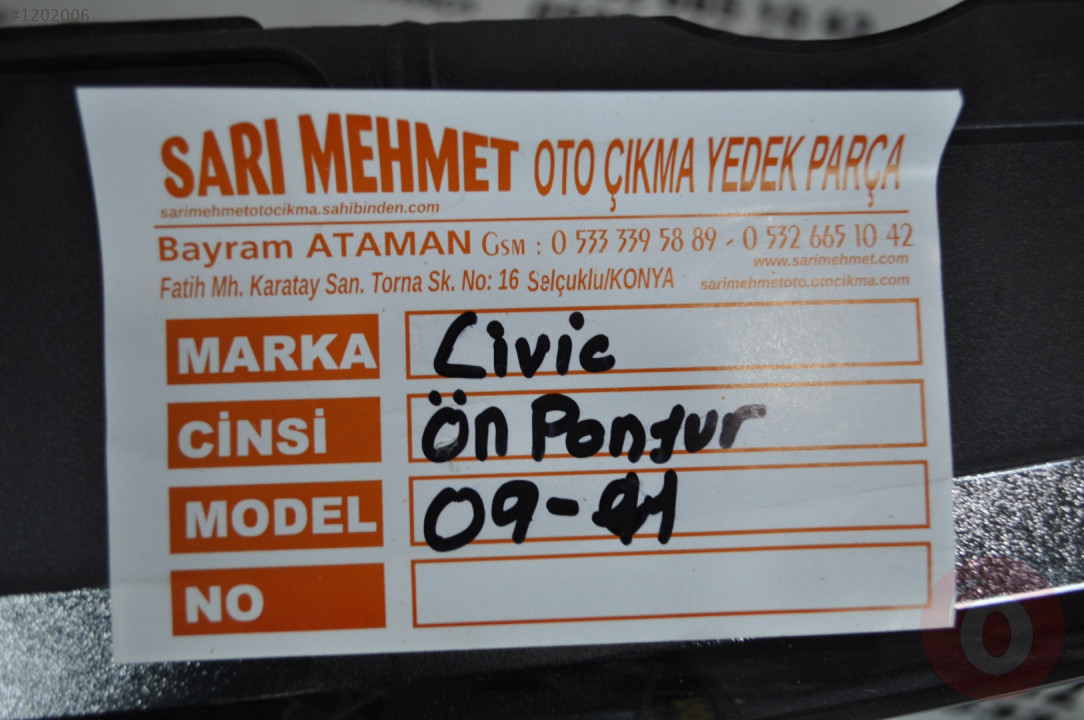 #1202006
SARI MEHMET OTO ÇIKMA YEDEK PARÇA
sarimehmetotocikma.sahibinden.com
Bayram ATAMAN GSM : 0 533 339 58 89 - 0 532 665 10 42
www.sarimehmet.com
Fatih Mh. Karatay San. Torna Sk. No: 16 Selçuklu/KONYA sarimehmetoto.otocikma.com
MARKA Civic
CİNSİ Ön Ponjur
MODEL 09-
NO